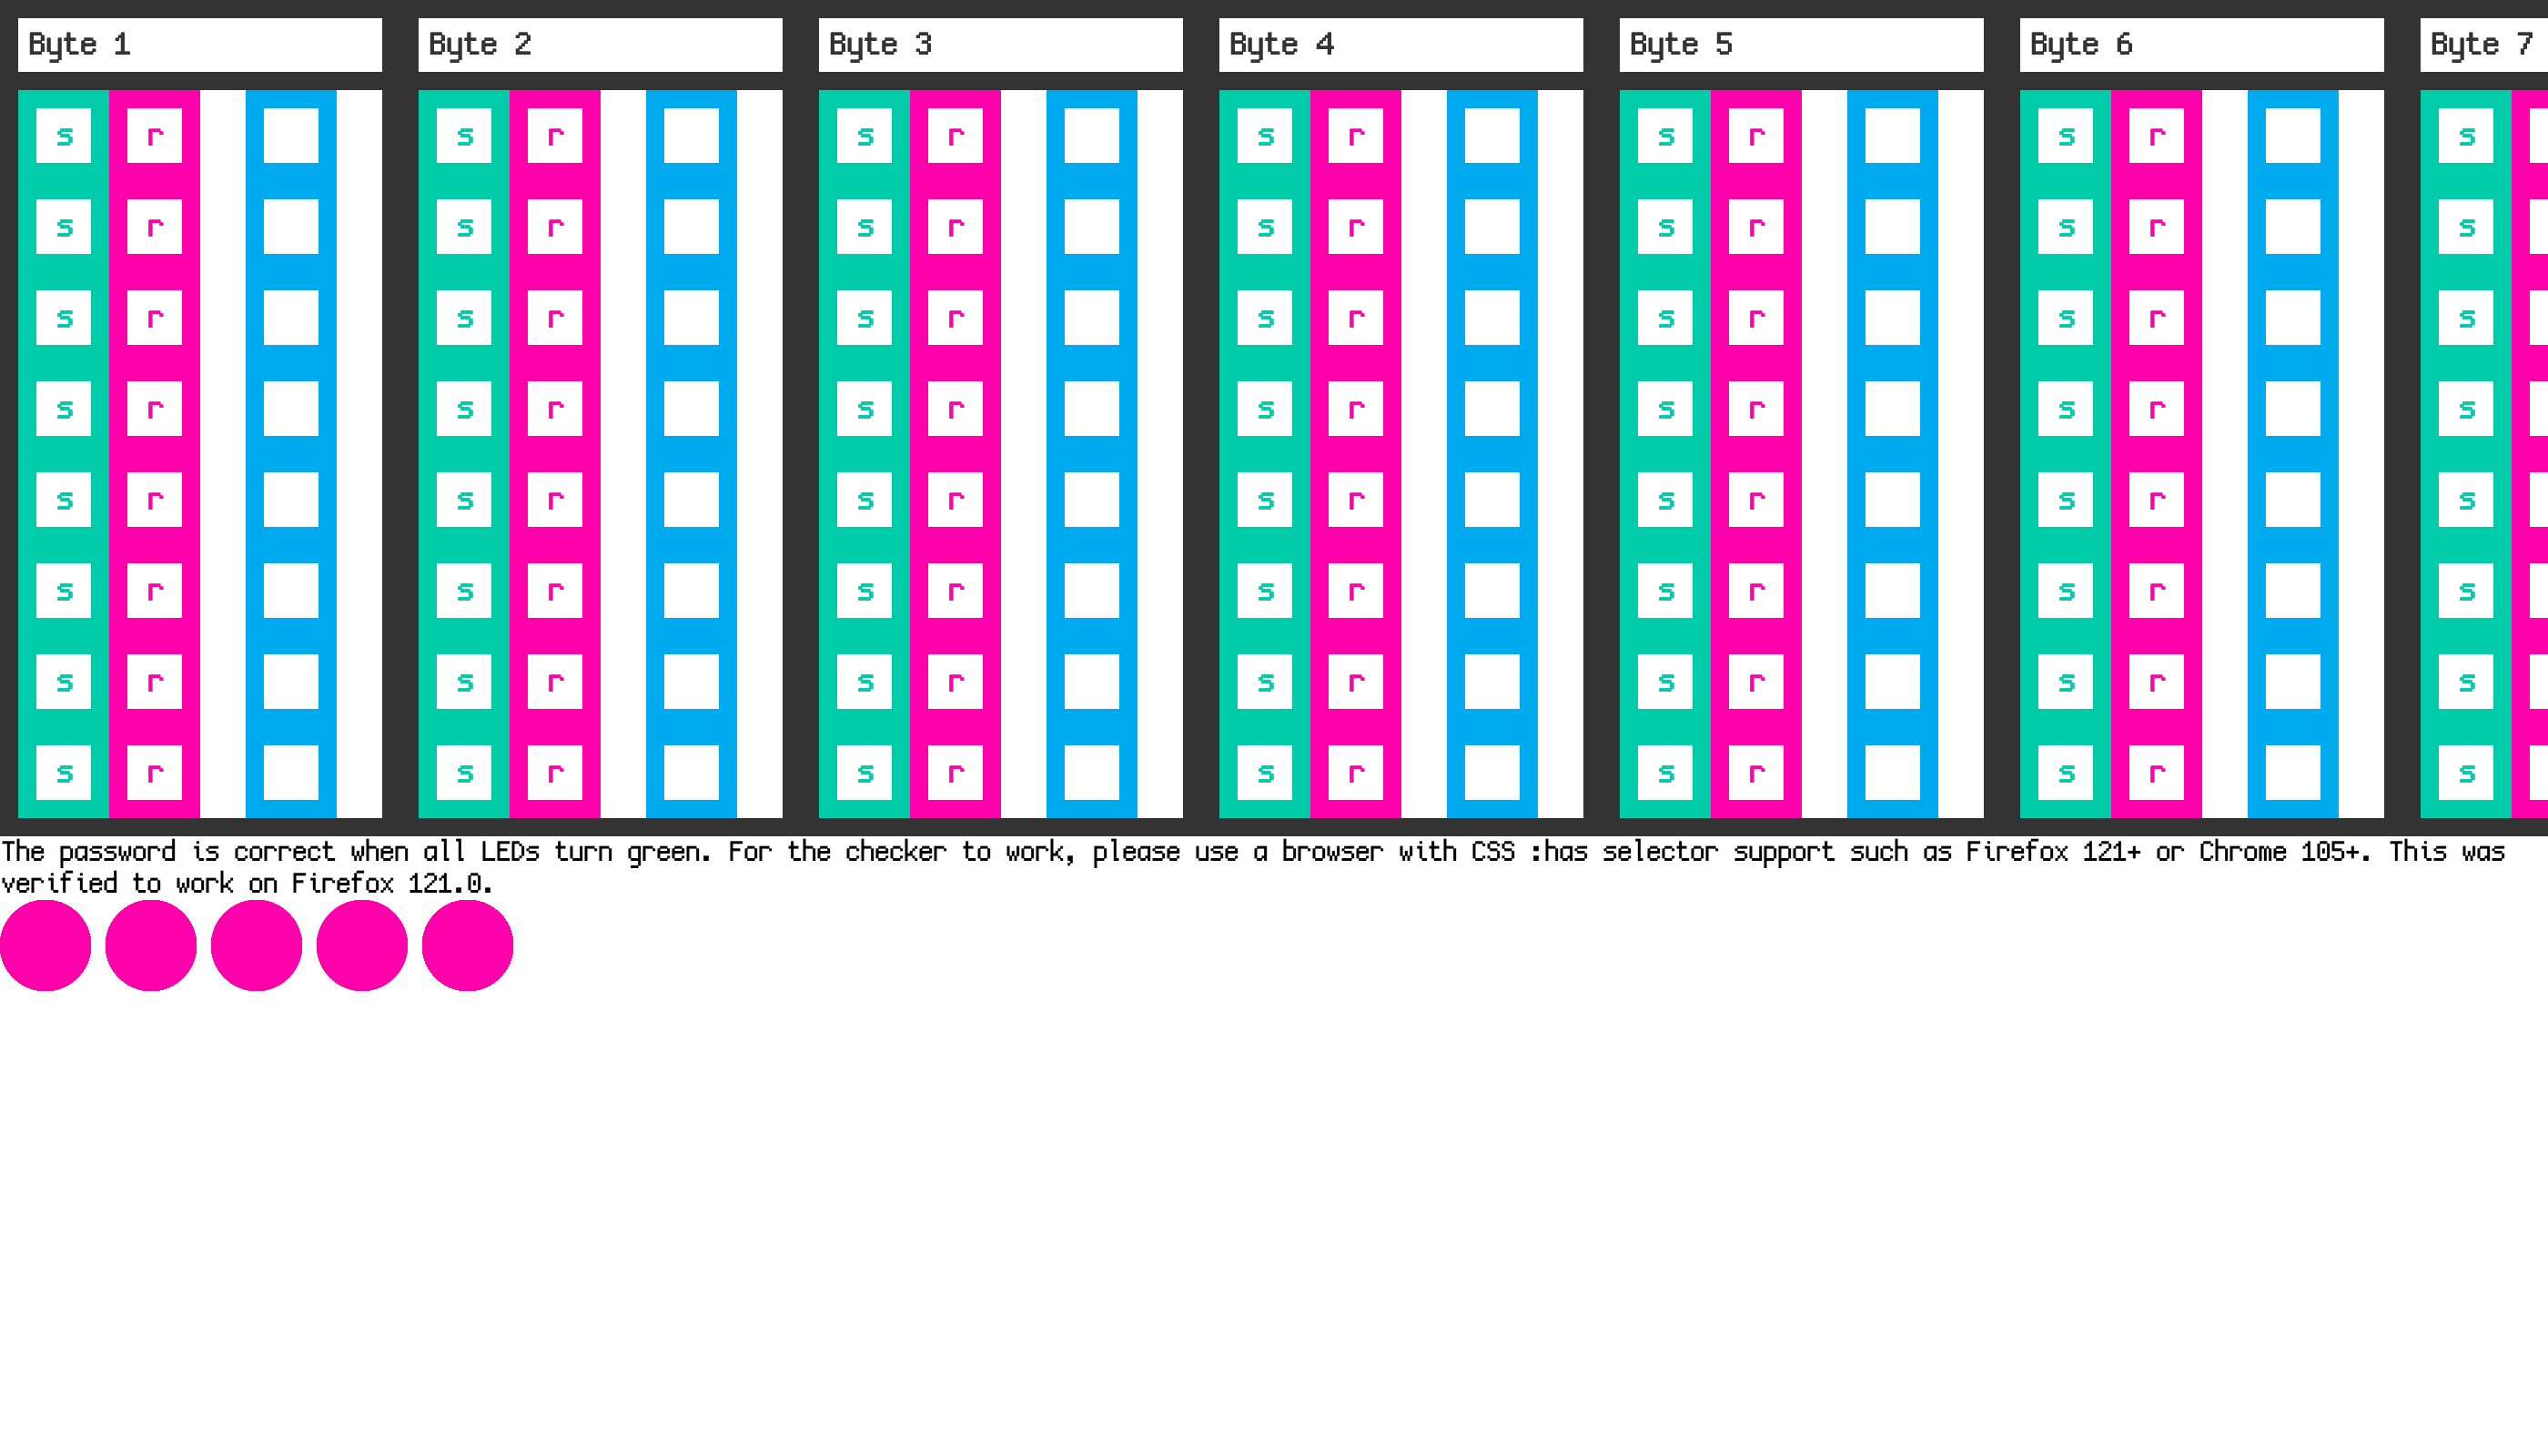 Byte 1 Byte 2 Byte 3 Byte 4 Byte 5 Byte 6 Byte 7
s r s r s r s r s r s r s
s r s r s r s r s r s r s
s r s r s r s r s r s r s
s r s r s r s r s r s r s
s r s r s r s r s r s r s
s r s r s r s r s r s r s
s r s r s r s r s r s r s
s r s r s r s r s r s r s
The password is correct when all LEDs turn green. For the checker to work, please use a browser with CSS :has selector support such as Firefox 121+ or Chrome 105+. This was
verified to work on Firefox 121.0.